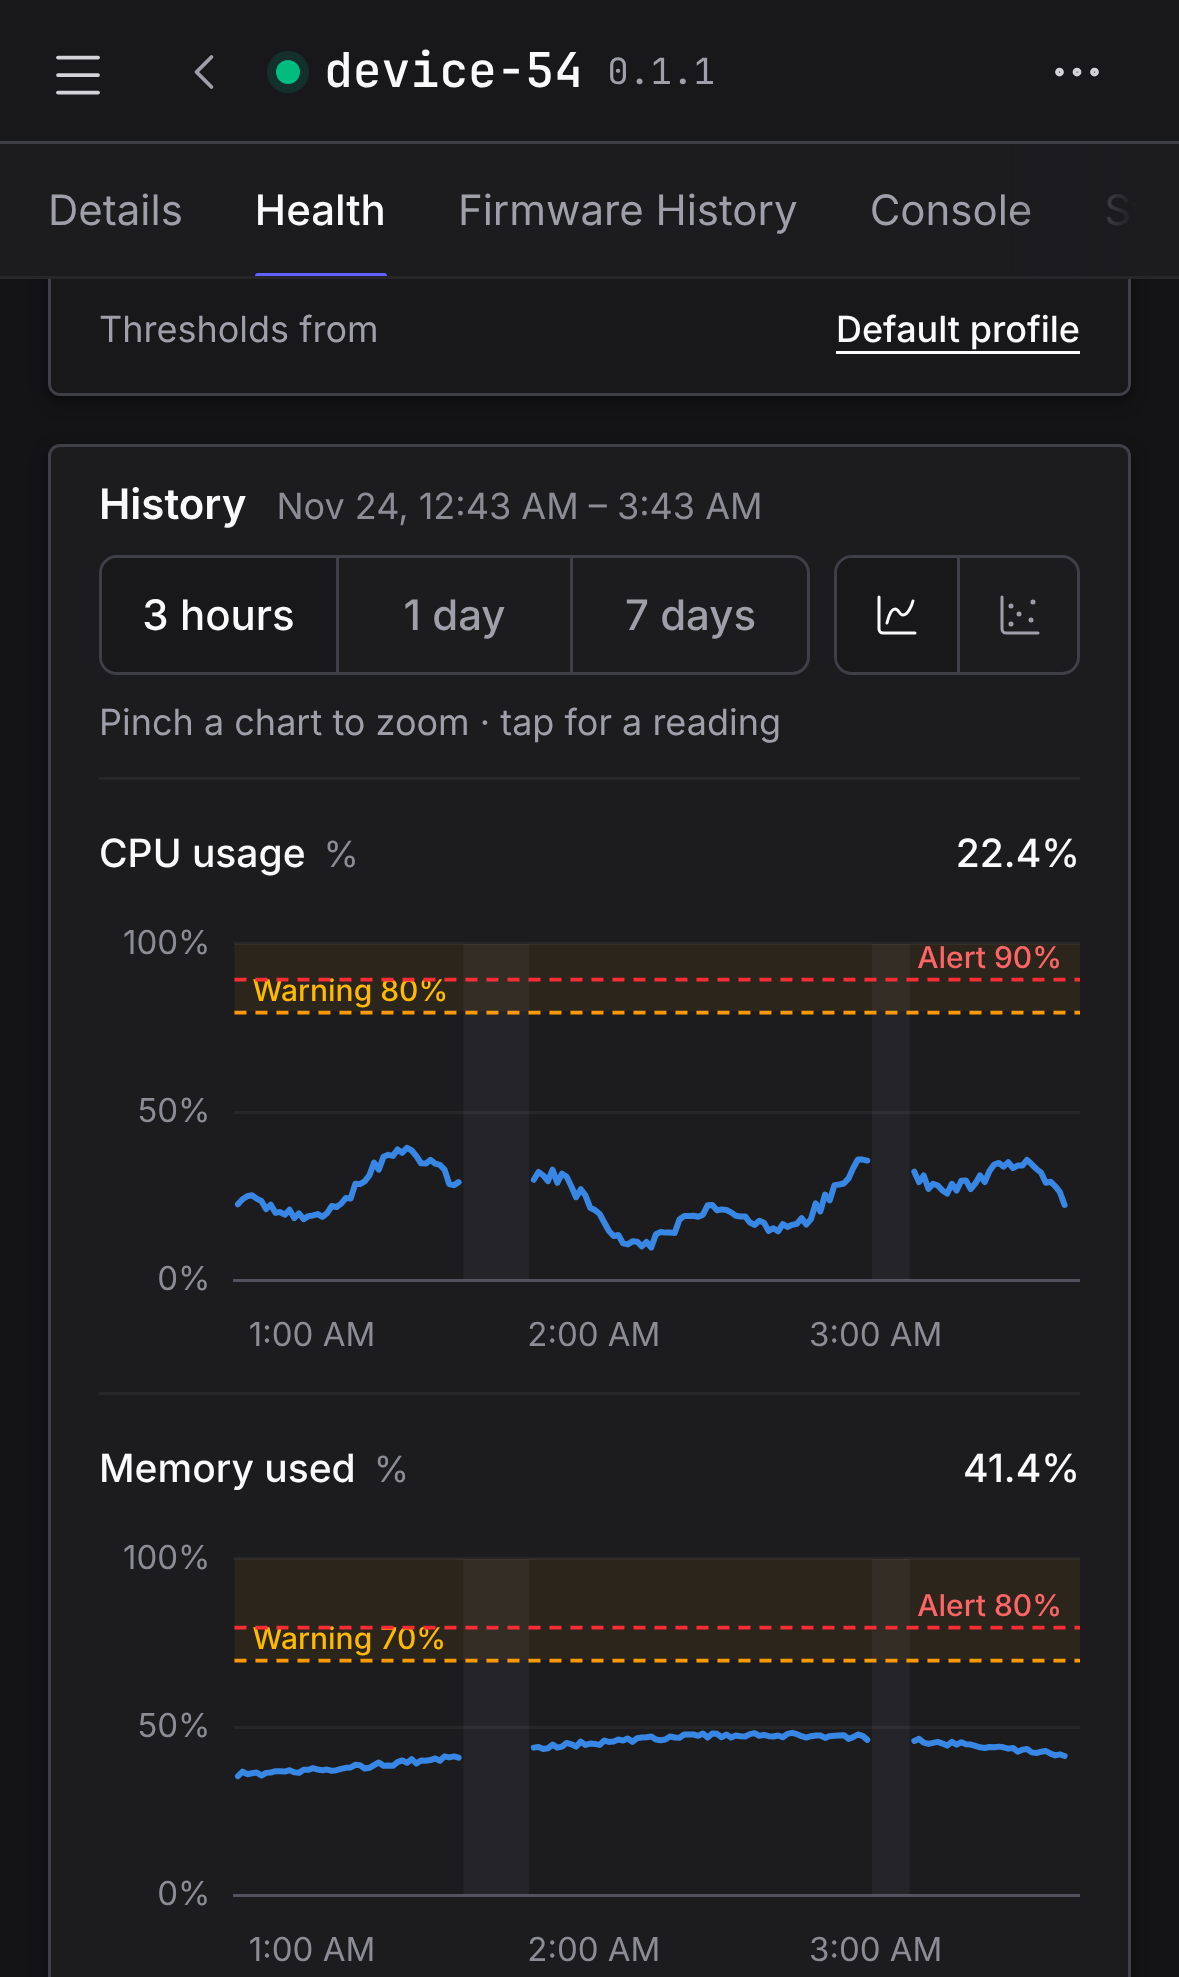 device-54 0.1.1
Details Health Firmware History Console S
Thresholds from Default profile
History Nov 24, 12:43 AM – 3:43 AM
3 hours 1 day 7 days
Pinch a chart to zoom · tap for a reading
CPU usage % 22.4%
100%
Alert 90%
Warning 80%
50%
0%
1:00 AM 2:00 AM 3:00 AM
Memory used % 41.4%
100%
Alert 80%
Warning 70%
50%
0%
1:00 AM 2:00 AM 3:00 AM